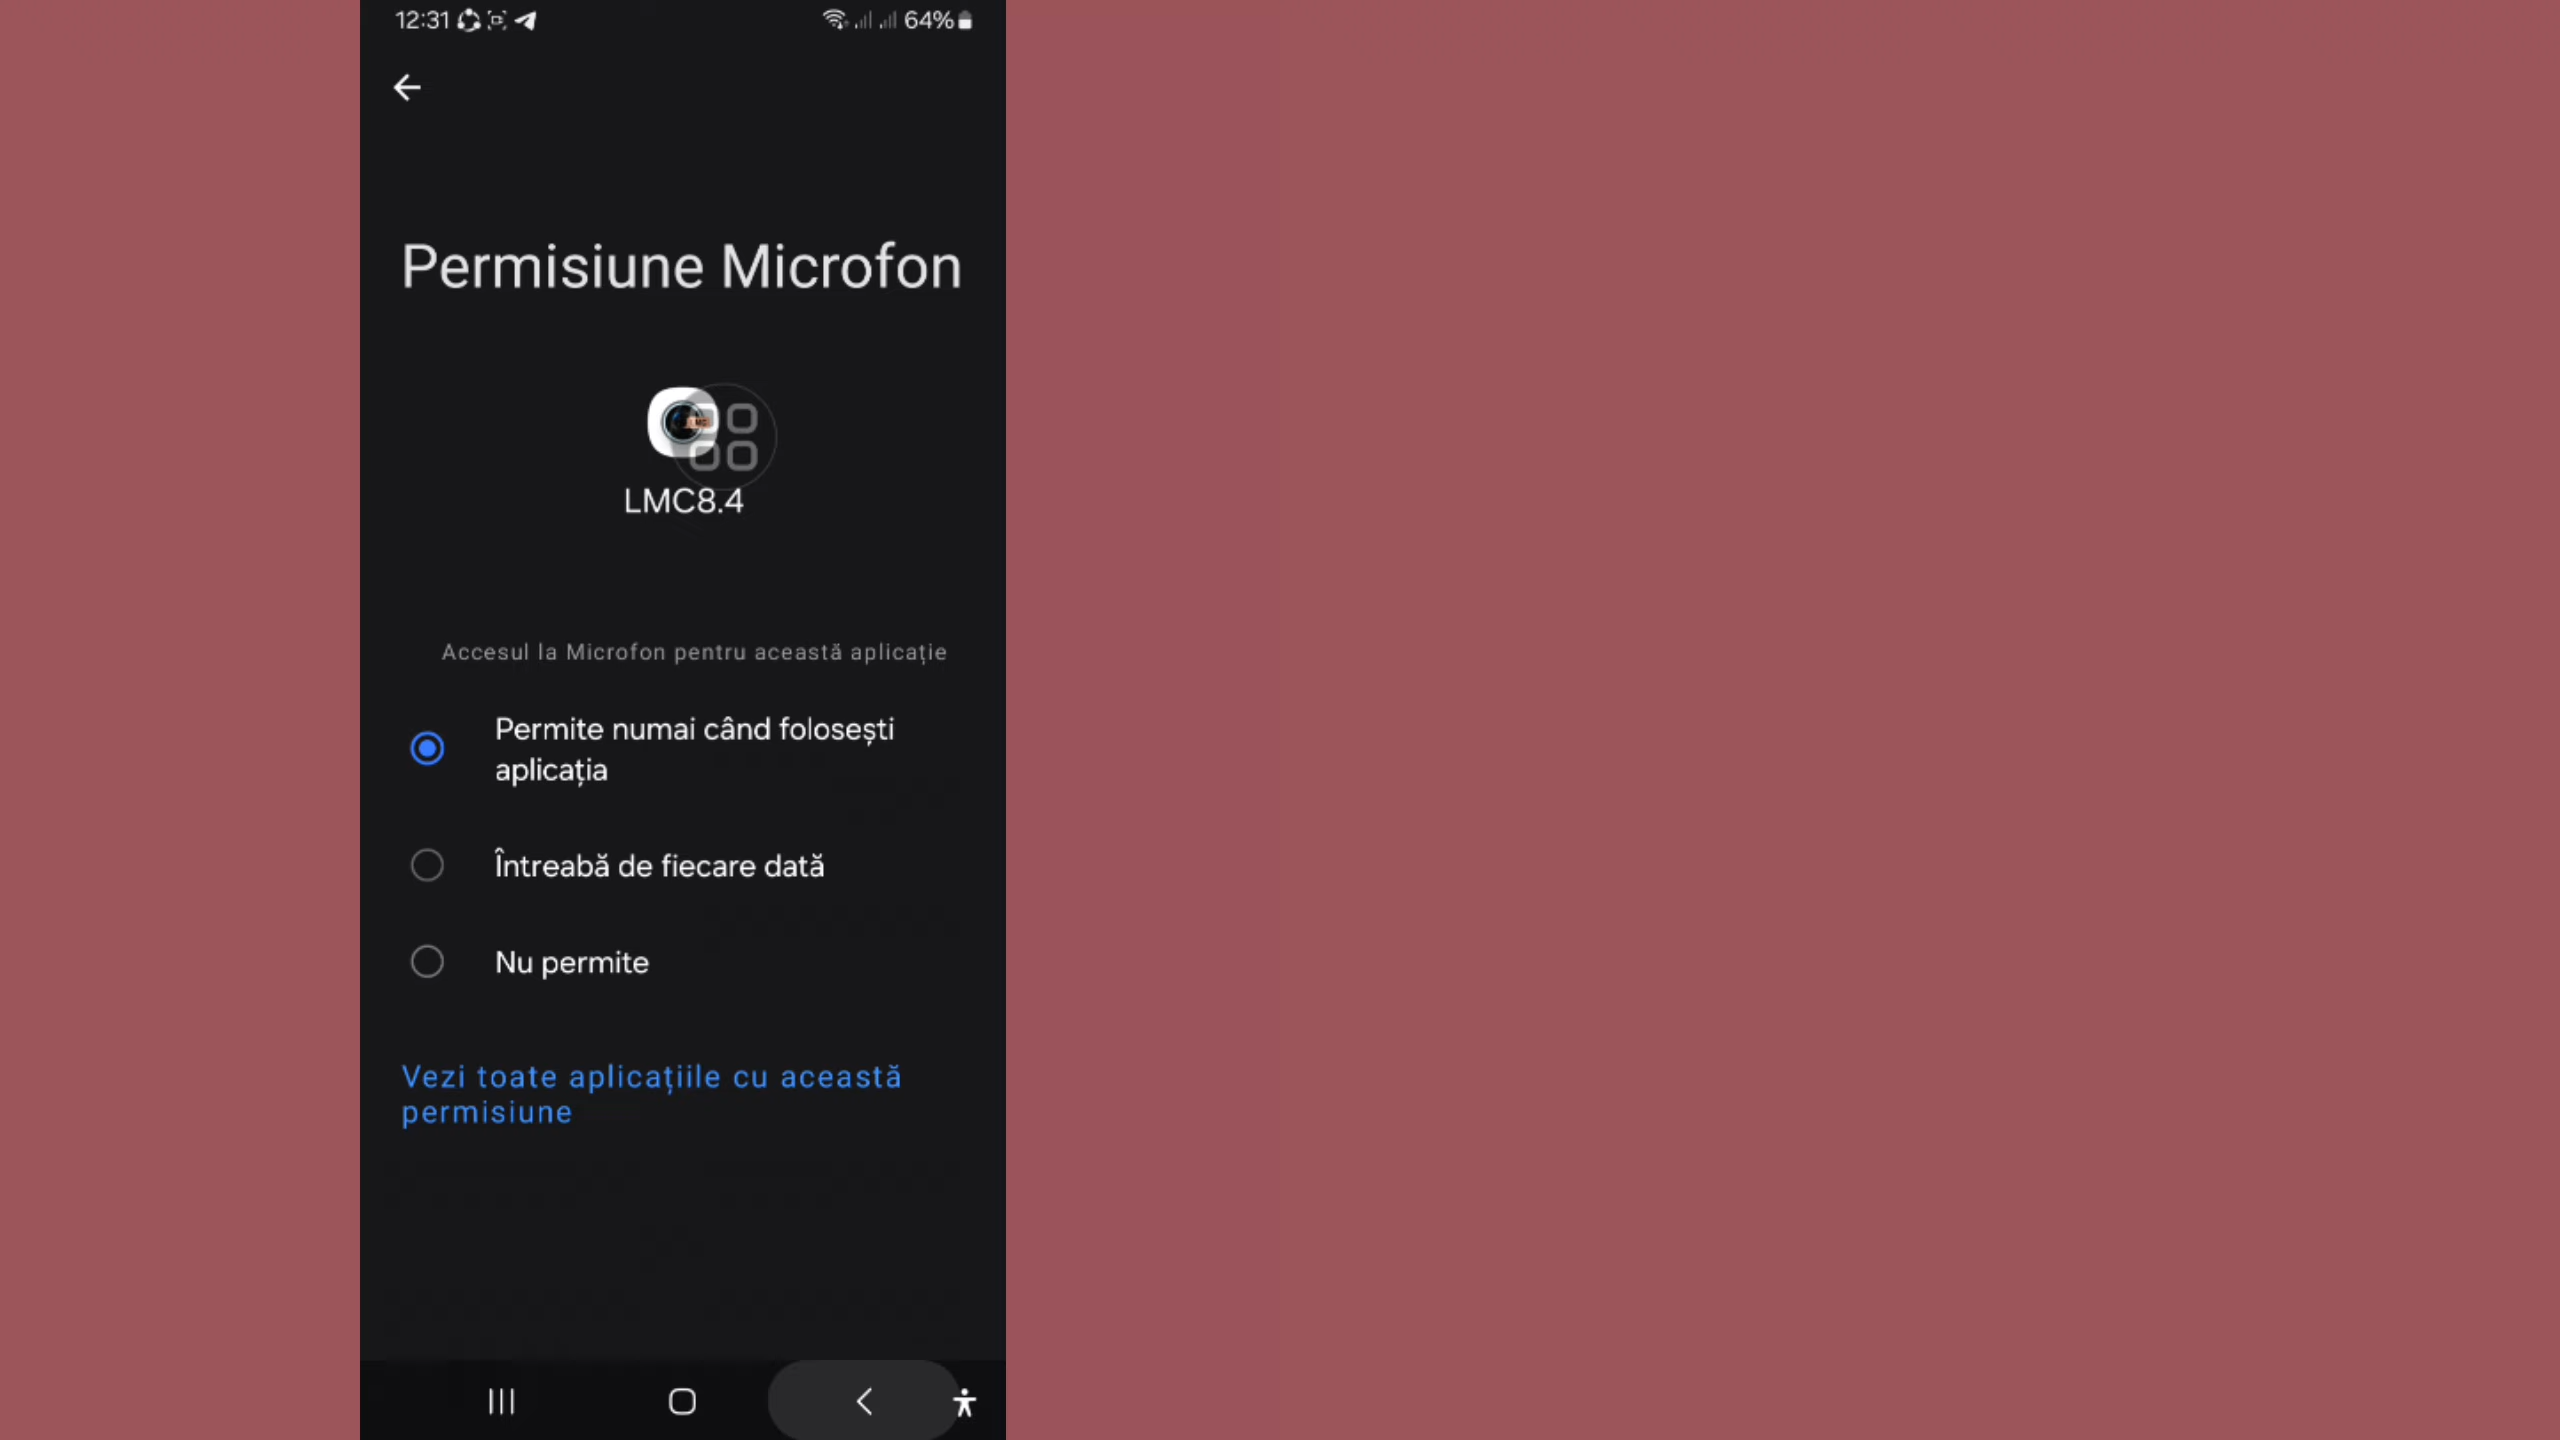 12:31
64%
Permisiune Microfon
LMC8.4
Accesul la Microfon pentru această aplicație
Permite numai când folosești
aplicația
Întreabă de fiecare dată
Nu permite
Vezi toate aplicațiile cu această
permisiune